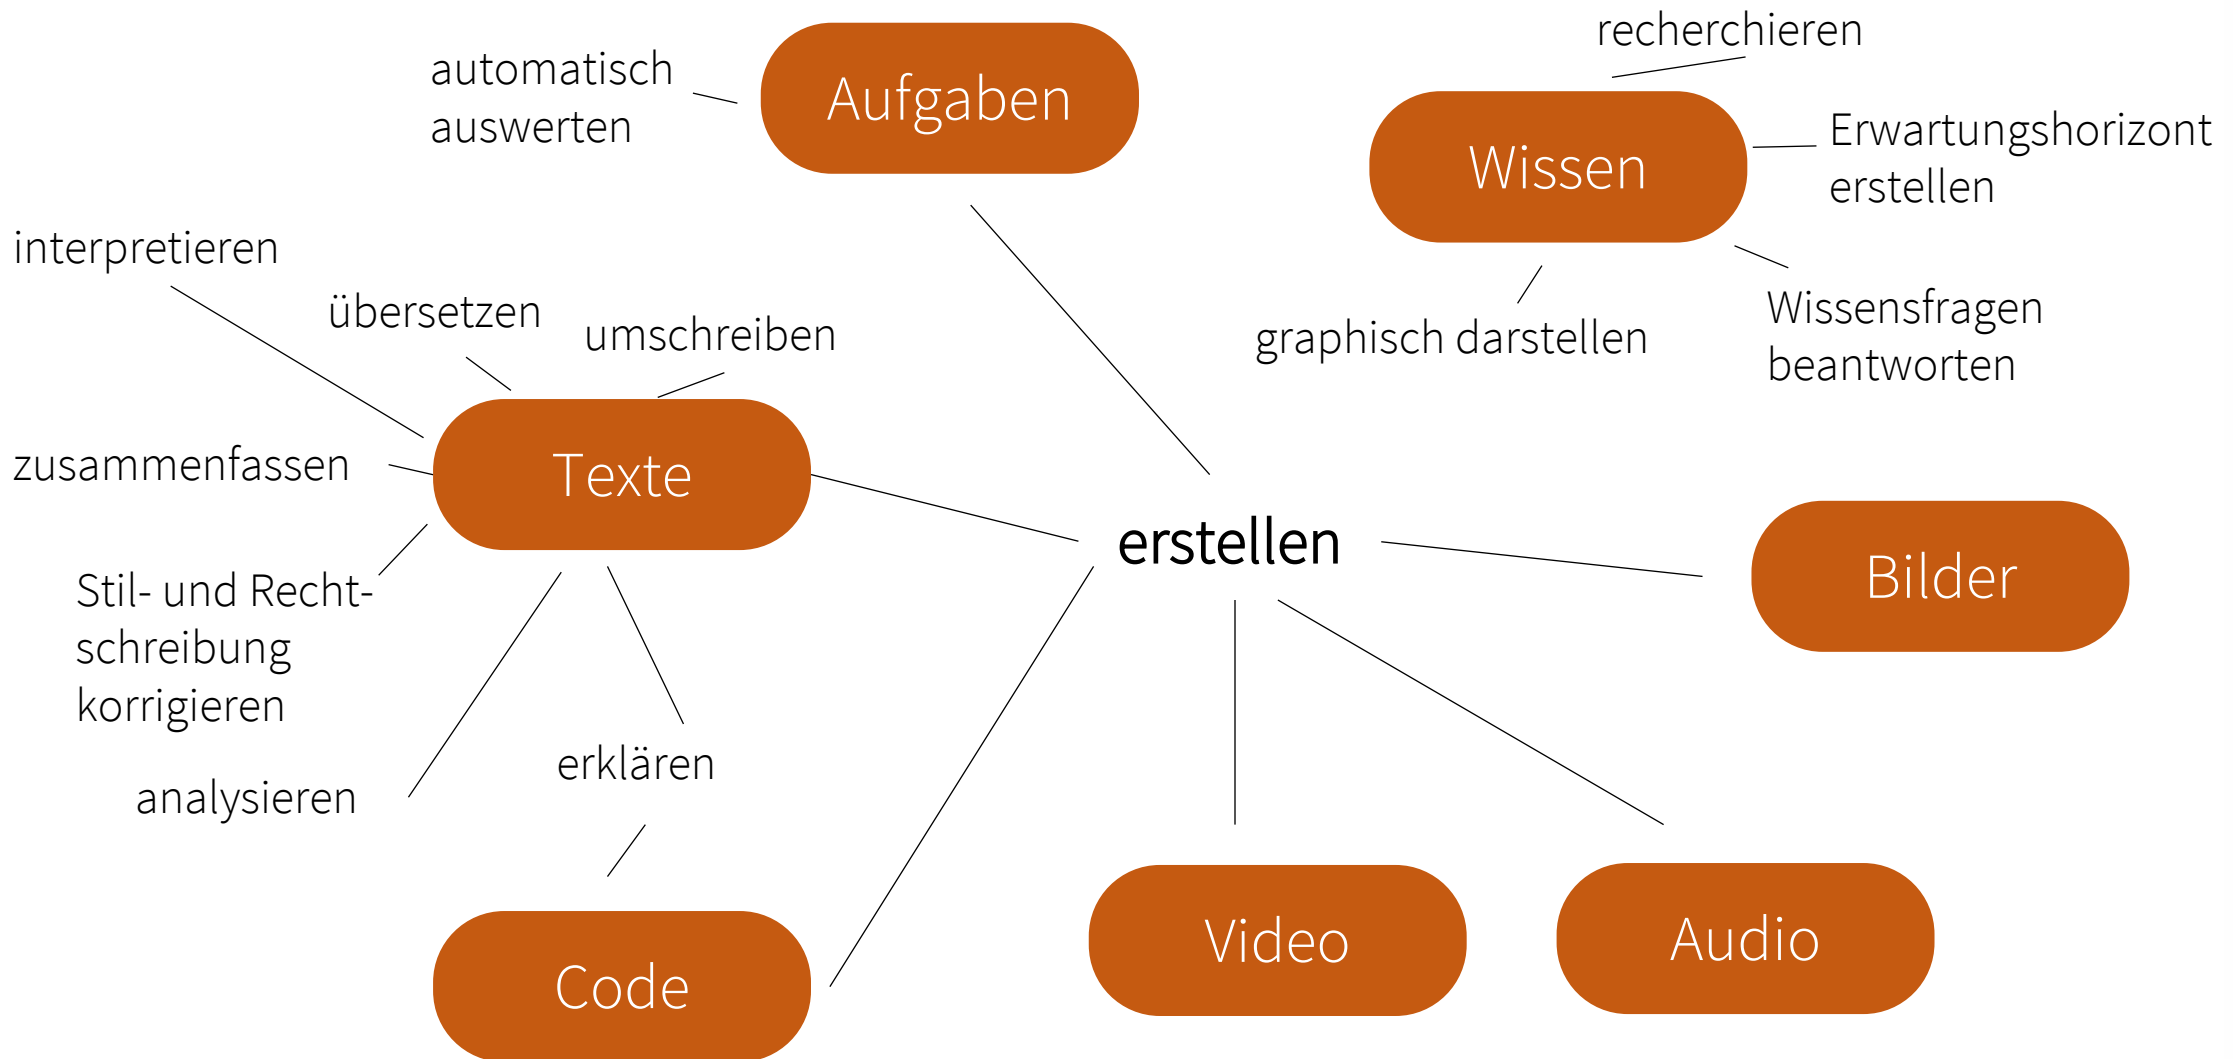 recherchieren
automatisch
auswerten
Aufgaben
Erwartungshorizont
erstellen
Wissen
interpretieren
übersetzen
umschreiben
graphisch darstellen
Wissensfragen
beantworten
zusammenfassen
Texte
erstellen
Bilder
Stil- und Recht-
schreibung
korrigieren
erklären
analysieren
Video
Audio
Code